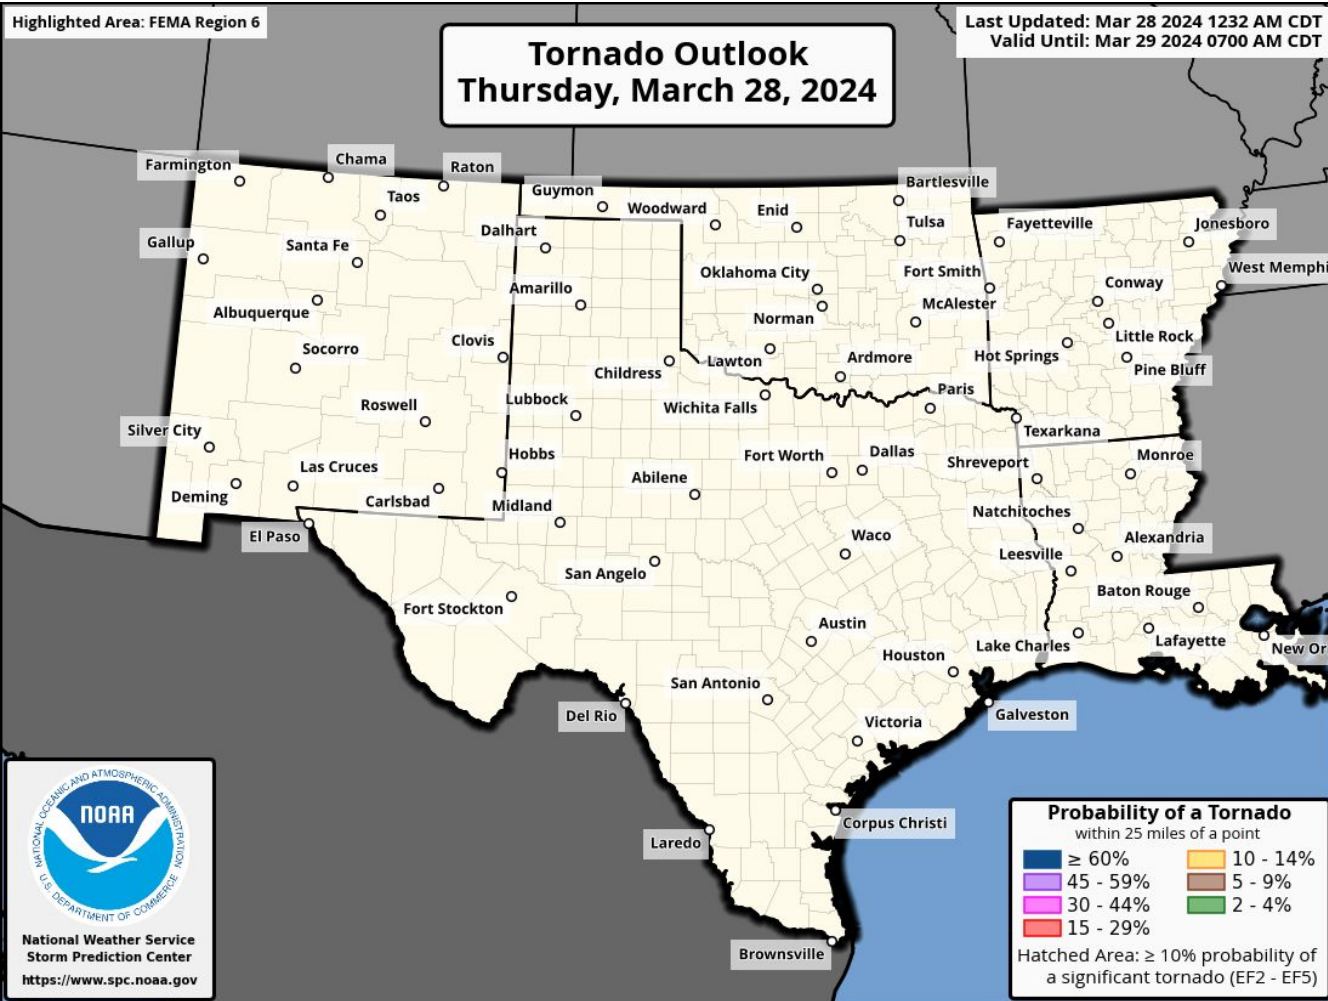 Highlighted Area: FEMA Region 6
Tornado Outlook
Thursday, March 28, 2024
Last Updated: Mar 28 2024 1232 AM CDT
Valid Until: Mar 29 2024 0700 AM CDT
Farmington
Chama
Raton
Taos
Guymon
Woodward
Enid
Bartlesville
Tulsa
Fayetteville
Jonesboro
Gallup
Santa Fe
Dalhart
Oklahoma City
Fort Smith
West Memphi
Albuquerque
Amarillo
Norman
McAlester
Conway
Little Rock
Socorro
Clovis
Childress
Lawton
Ardmore
Hot Springs
Pine Bluff
Roswell
Lubbock
Wichita Falls
Paris
Texarkana
Silver City
Las Cruces
Hobbs
Abilene
Fort Worth
Dallas
Shreveport
Monroe
Deming
Carlsbad
Midland
Natchitoches
El Paso
Waco
Alexandria
Leesville
San Angelo
Baton Rouge
Fort Stockton
Austin
Lake Charles
Lafayette
New Or
Houston
San Antonio
Del Rio
Victoria
Galveston
Corpus Christi
Laredo
Brownsville
NATIONAL OCEANIC AND ATMOSPHERIC ADMINISTRATION
NOAA
U.S. DEPARTMENT OF COMMERCE
National Weather Service
Storm Prediction Center
https://www.spc.noaa.gov
Probability of a Tornado
within 25 miles of a point
≥ 60%
45 - 59%
30 - 44%
15 - 29%
10 - 14%
5 - 9%
2 - 4%
Hatched Area: ≥ 10% probability of
a significant tornado (EF2 - EF5)